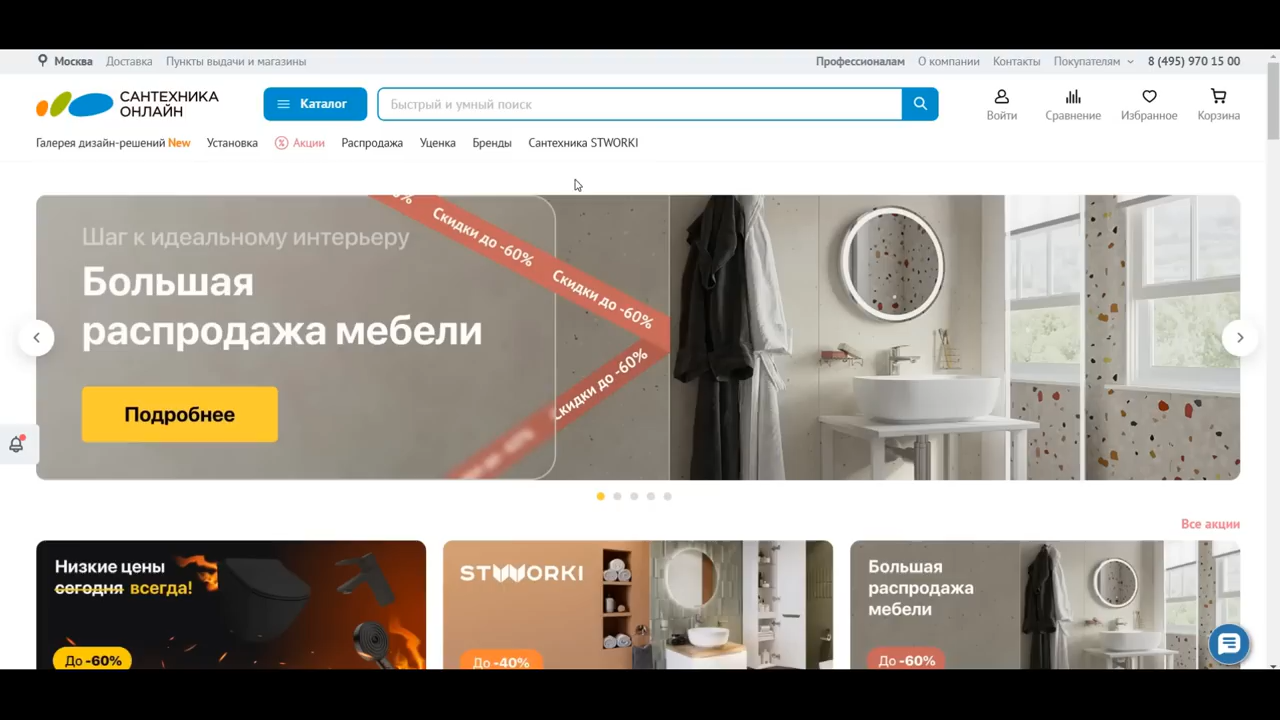 Москва Доставка Пункты выдачи и магазины Профессионалам О компании Контакты Покупателям 8 (495) 970 15 00
САНТЕХНИКА
ОНЛАЙН
Каталог
Быстрый и умный поиск
Войти
Сравнение
Избранное
Корзина
Галерея дизайн-решений New Установка Акции Распродажа Уценка Бренды Сантехника STWORKI
Шаг к идеальному интерьеру
Большая
распродажа мебели
Подробнее
Скидки до -60%
Скидки до -60%
Скидки до -60%
Все акции
Низкие цены
сегодня всегда!
До -60%
STWORKI
До -40%
Большая
распродажа
мебели
До -60%